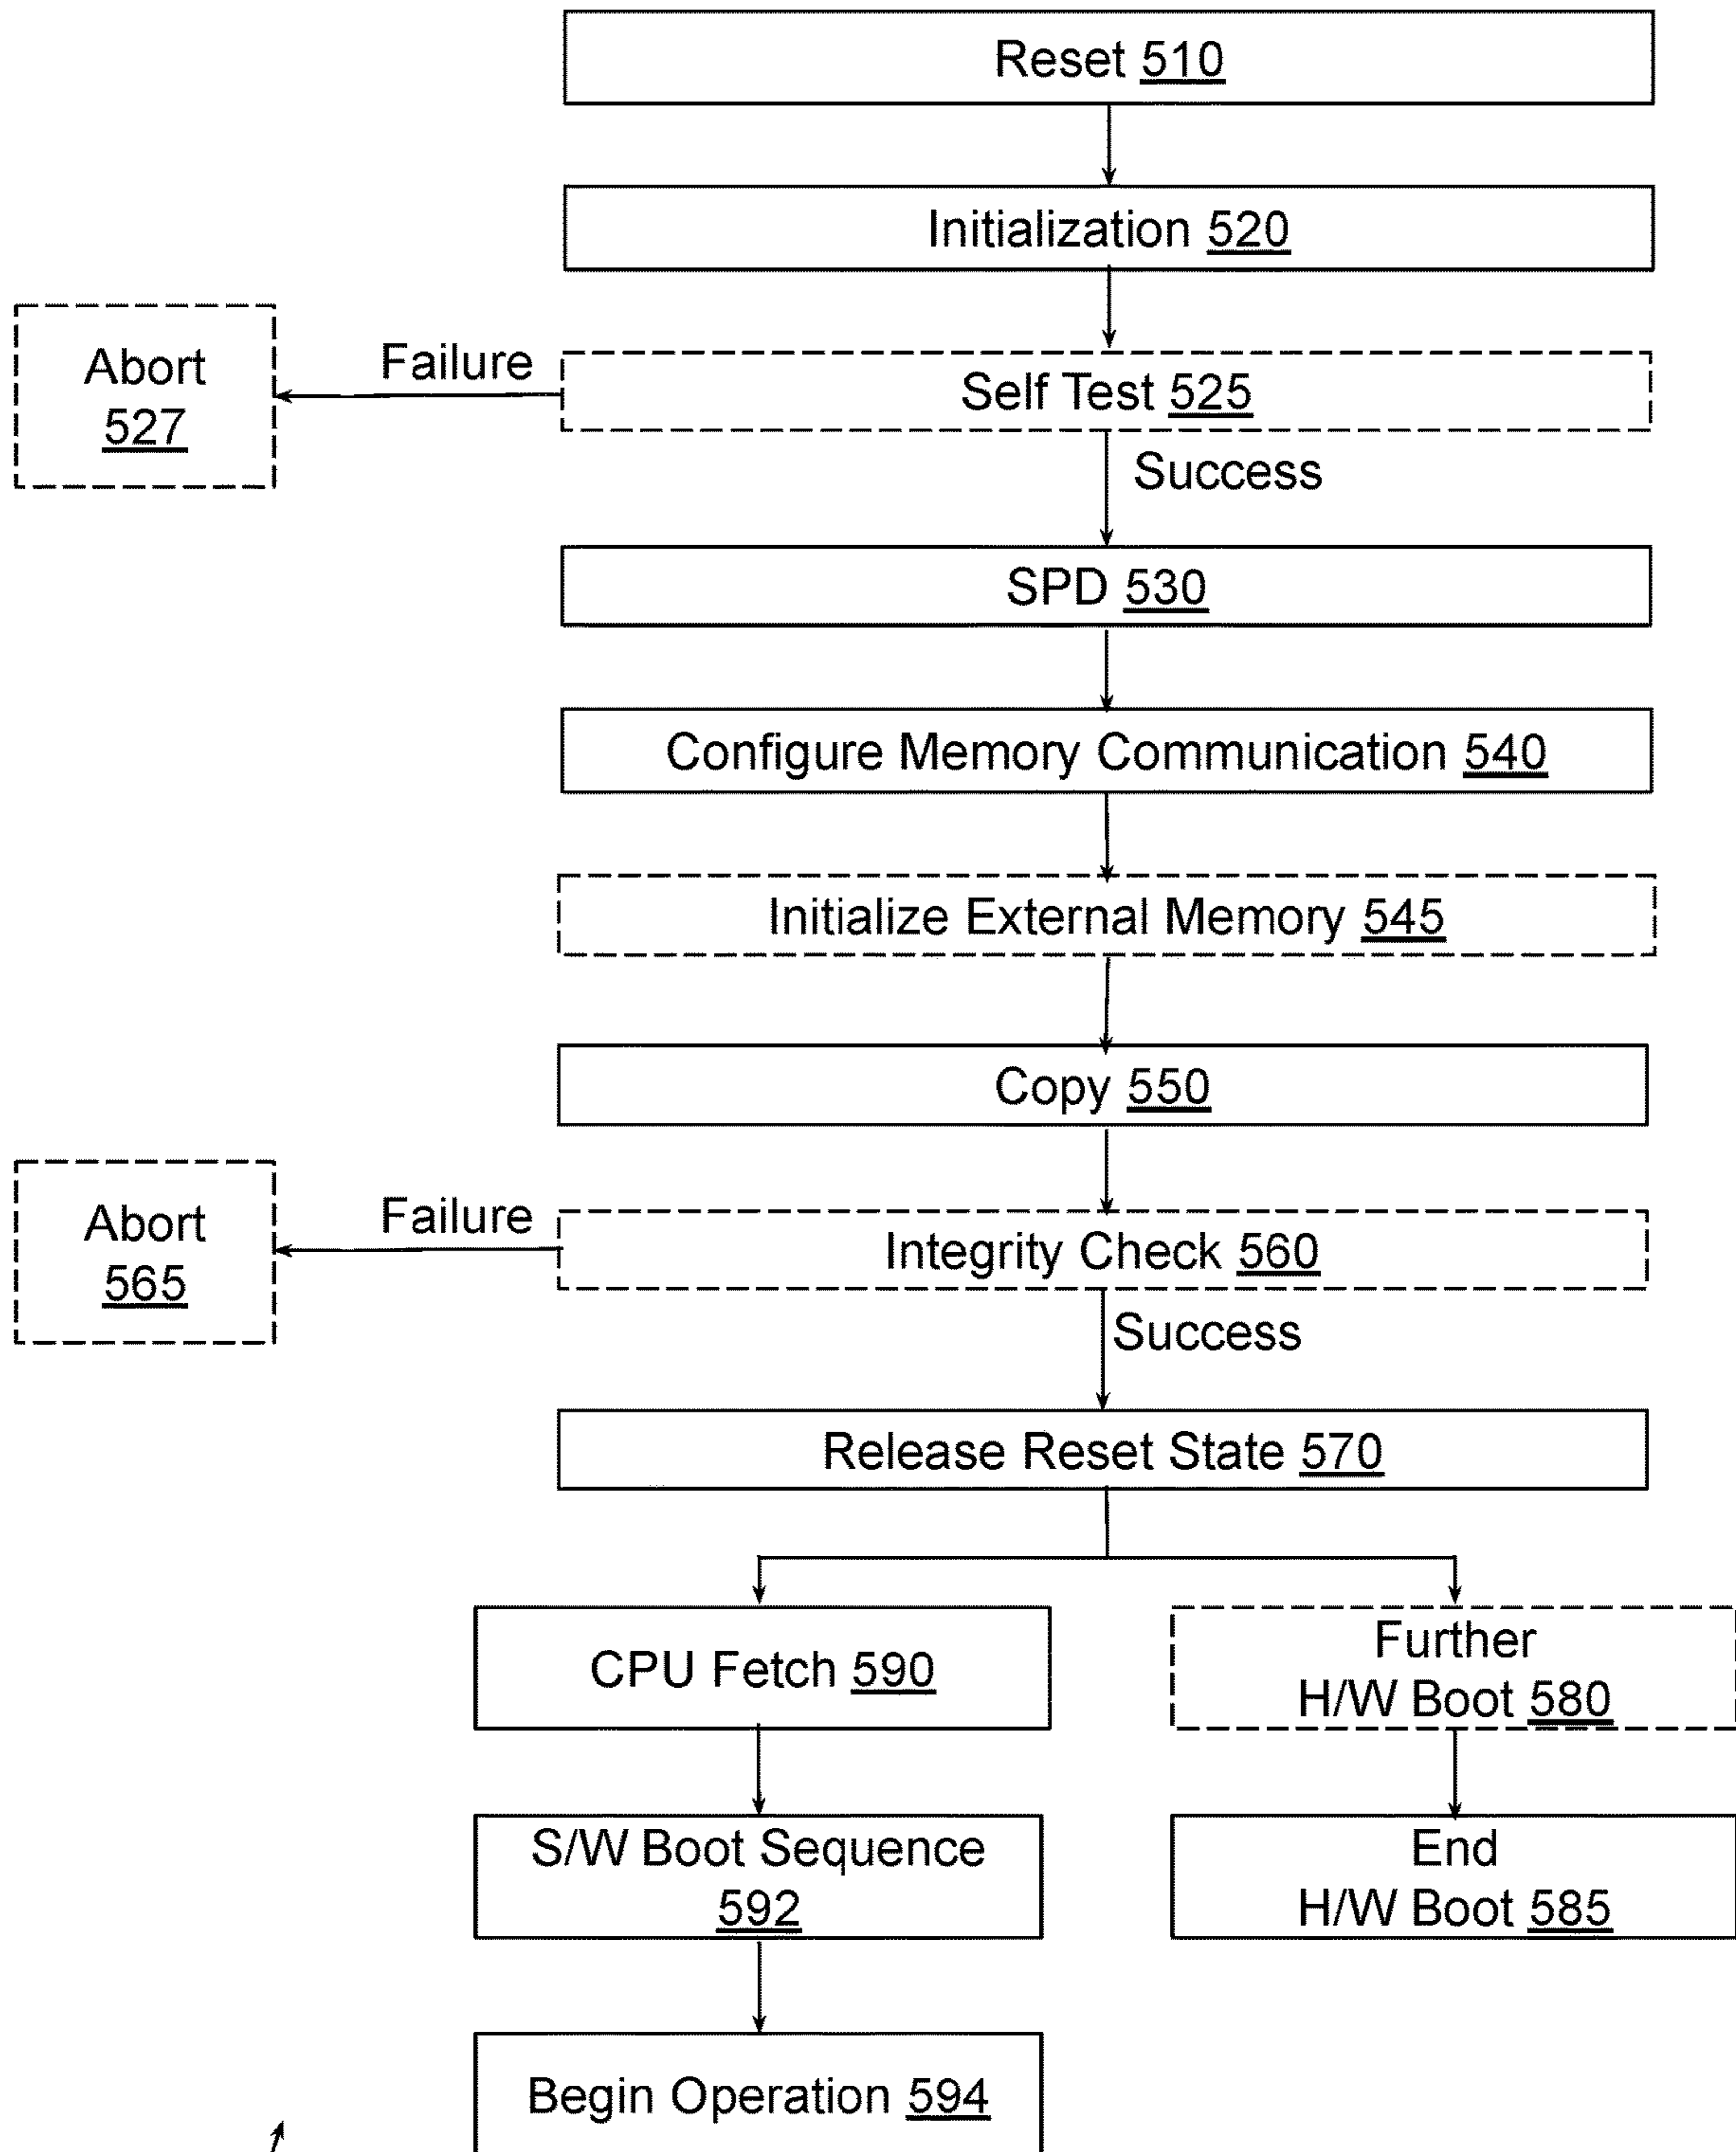 Reset 510
Initialization 520
Abort
527
Failure
Self Test 525
Success
SPD 530
Configure Memory Communication 540
Initialize External Memory 545
Copy 550
Abort
565
Failure
Integrity Check 560
Success
Release Reset State 570
CPU Fetch 590
Further
H/W Boot 580
S/W Boot Sequence
592
End
H/W Boot 585
Begin Operation 594